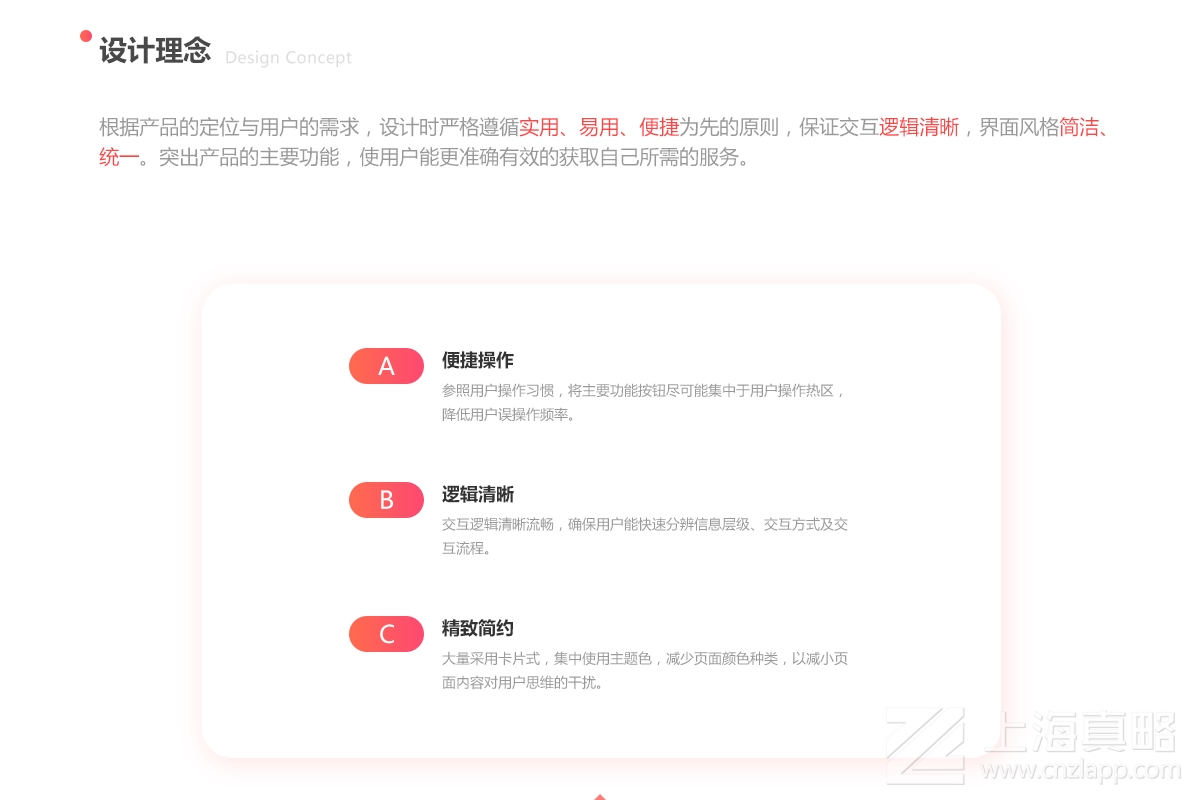 设计理念 Design Concept
根据产品的定位与用户的需求，设计时严格遵循实用、易用、便捷为先的原则，保证交互逻辑清晰，界面风格简洁、
统一。突出产品的主要功能，使用户能更准确有效的获取自己所需的服务。
A 便捷操作
参照用户操作习惯，将主要功能按钮尽可能集中于用户操作热区，
降低用户误操作频率。
B 逻辑清晰
交互逻辑清晰流畅，确保用户能快速分辨信息层级、交互方式及交
互流程。
C 精致简约
大量采用卡片式，集中使用主题色，减少页面颜色种类，以减小页
面内容对用户思维的干扰。
上海真略
www.cnzlapp.com